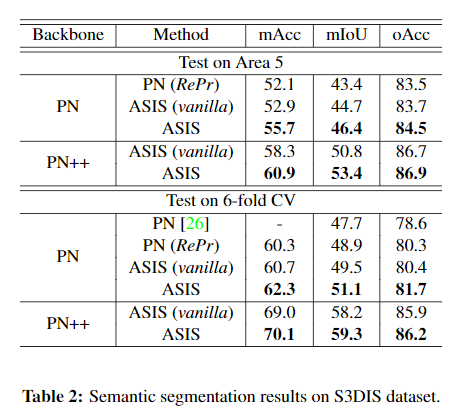 Backbone Method mAcc mIoU oAcc
Test on Area 5
PN PN (RePr) 52.1 43.4 83.5
ASIS (vanilla) 52.9 44.7 83.7
ASIS 55.7 46.4 84.5
PN++ ASIS (vanilla) 58.3 50.8 86.7
ASIS 60.9 53.4 86.9
Test on 6-fold CV
PN PN [26] - 47.7 78.6
PN (RePr) 60.3 48.9 80.3
ASIS (vanilla) 60.7 49.5 80.4
ASIS 62.3 51.1 81.7
PN++ ASIS (vanilla) 69.0 58.2 85.9
ASIS 70.1 59.3 86.2
Table 2: Semantic segmentation results on S3DIS dataset.